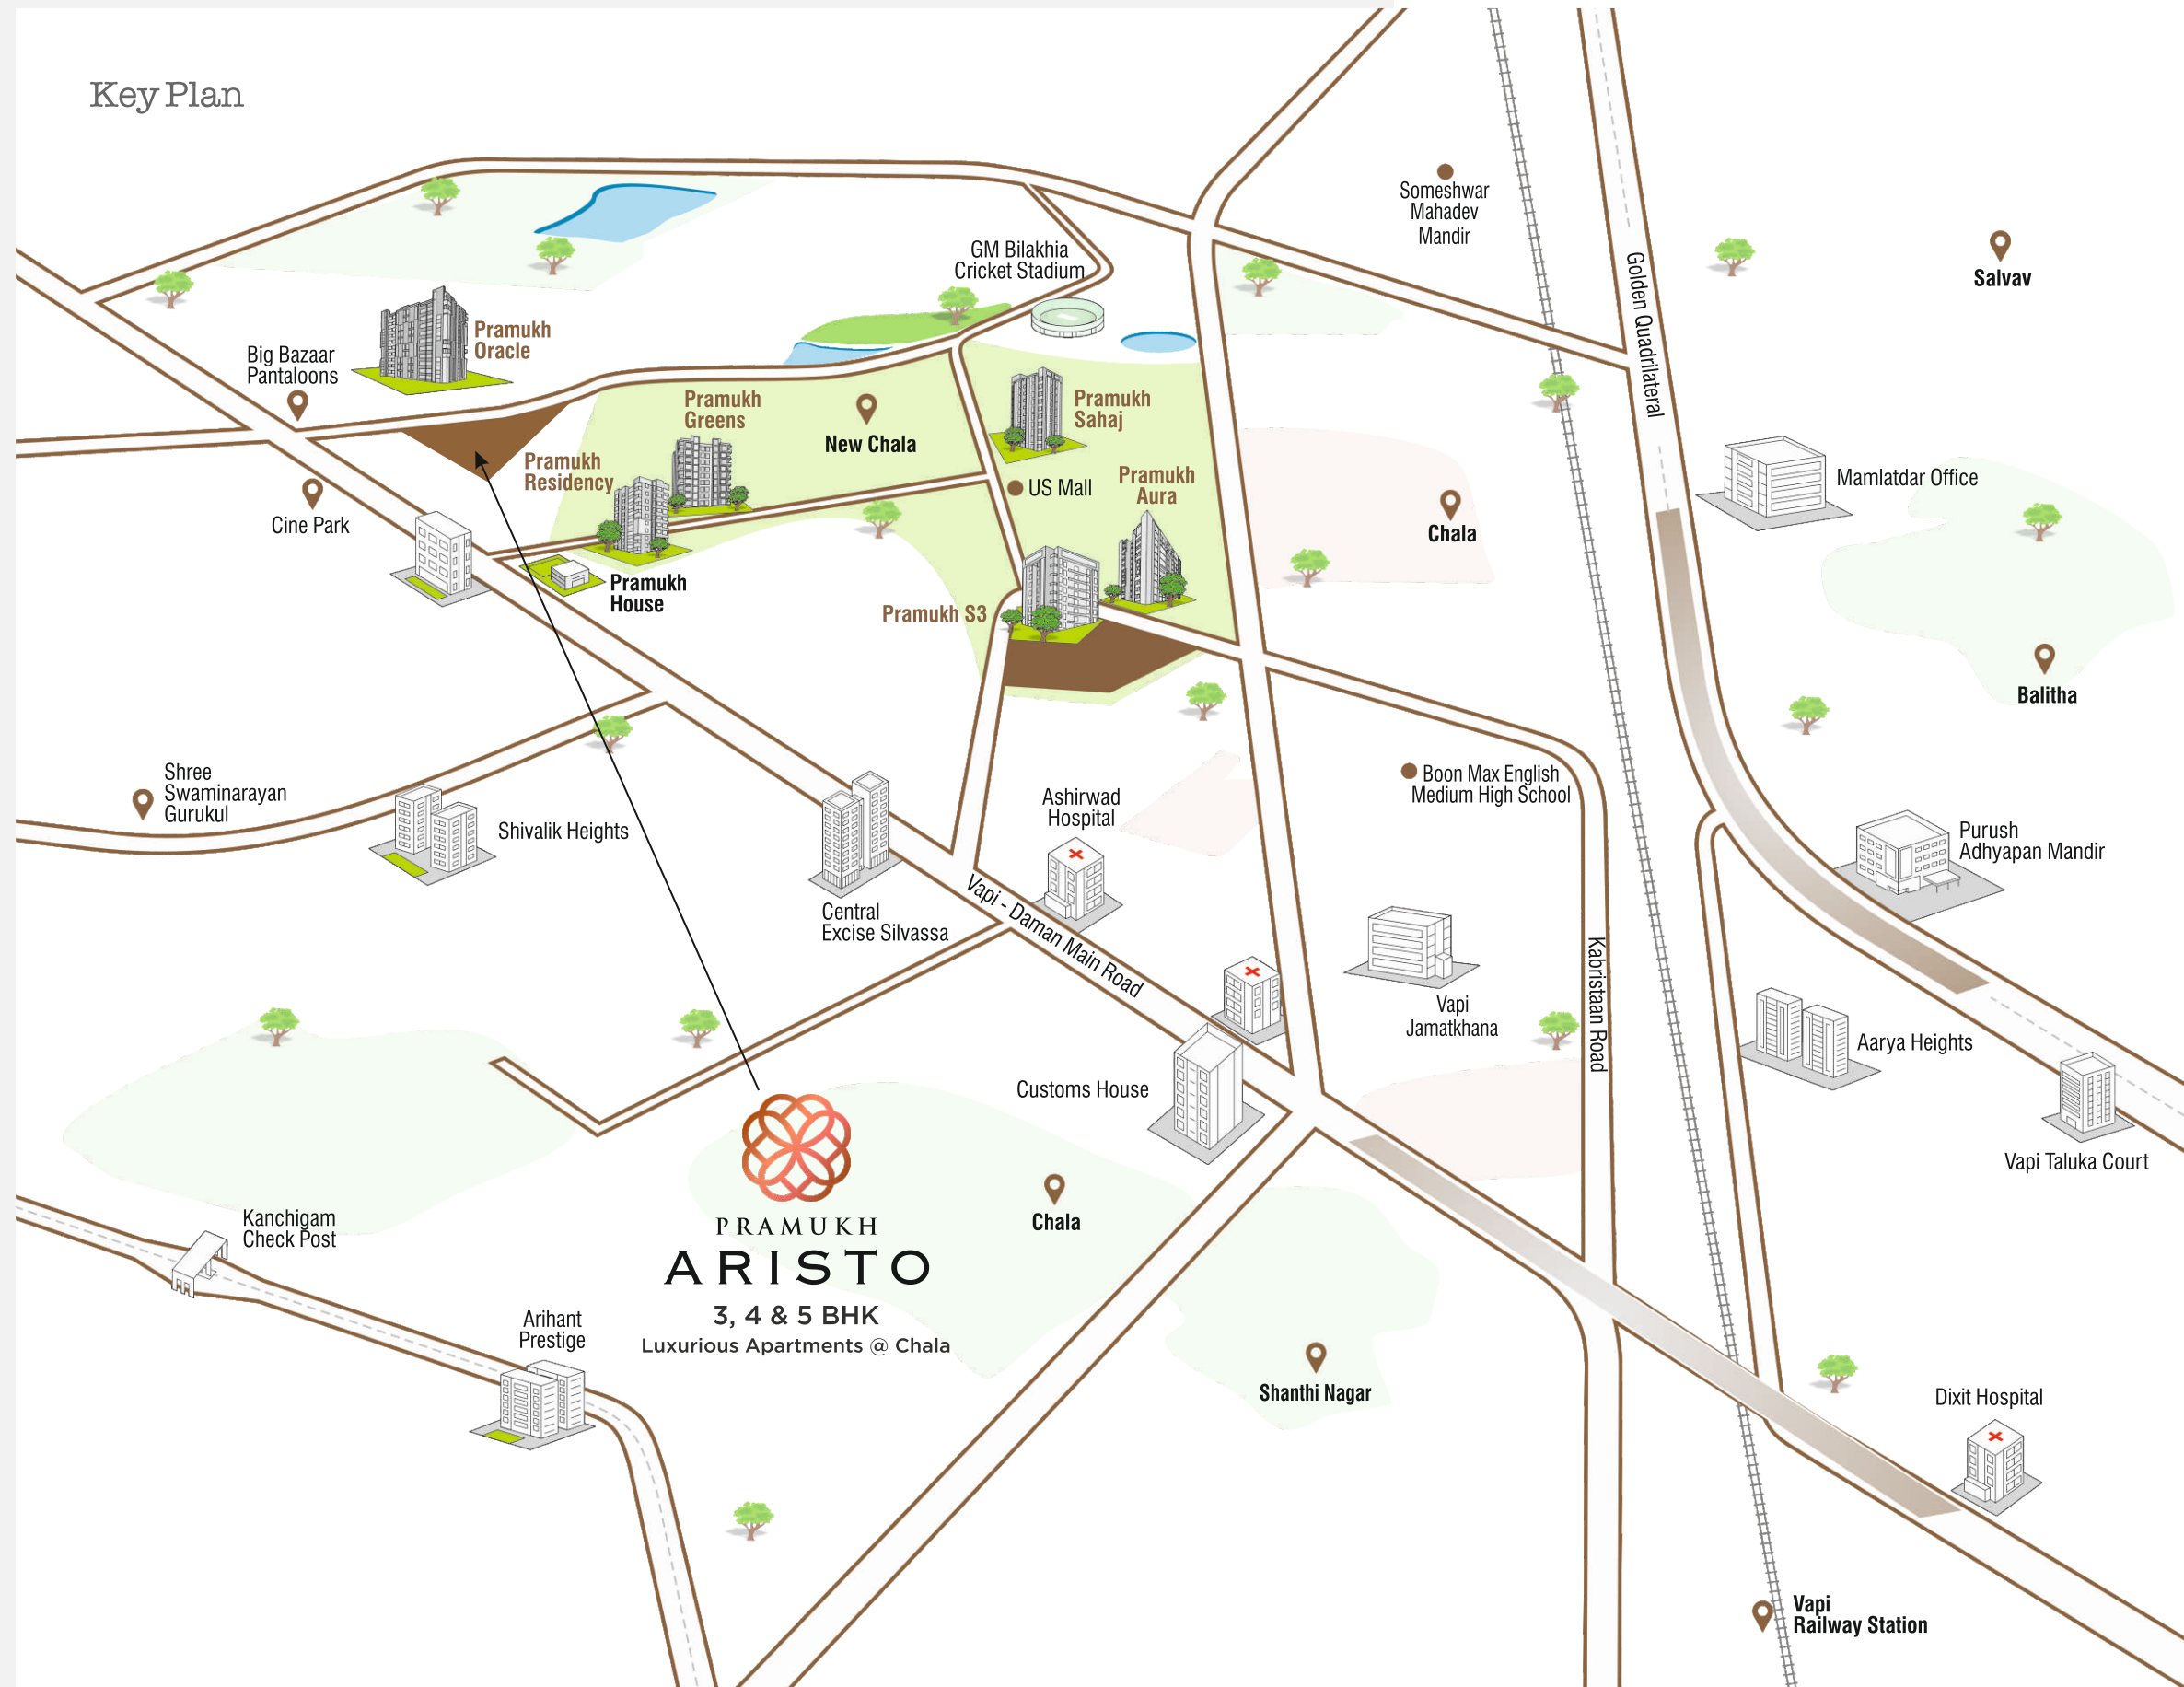 Key Plan
Someshwar
Mahadev
Mandir
Golden Quadrilateral
Salvav
GM Bilakhia
Cricket Stadium
Pramukh
Oracle
Big Bazaar
Pantaloons
Pramukh
Greens
New Chala
Pramukh
Sahaj
Pramukh
Residency
US Mall
Pramukh
Aura
Mamlatdar Office
Cine Park
Chala
Pramukh
House
Pramukh S3
Balitha
Shree
Swaminarayan
Gurukul
Shivalik Heights
Ashirwad
Hospital
Boon Max English
Medium High School
Purush
Adhyapan Mandir
Central
Excise Silvassa
Vapi - Daman Main Road
Vapi
Jamatkhana
Kabristaan Road
Aarya Heights
Customs House
Vapi Taluka Court
Kanchigam
Check Post
PRAMUKH
ARISTO
3, 4 & 5 BHK
Luxurious Apartments @ Chala
Chala
Arihant
Prestige
Shanthi Nagar
Dixit Hospital
Vapi
Railway Station